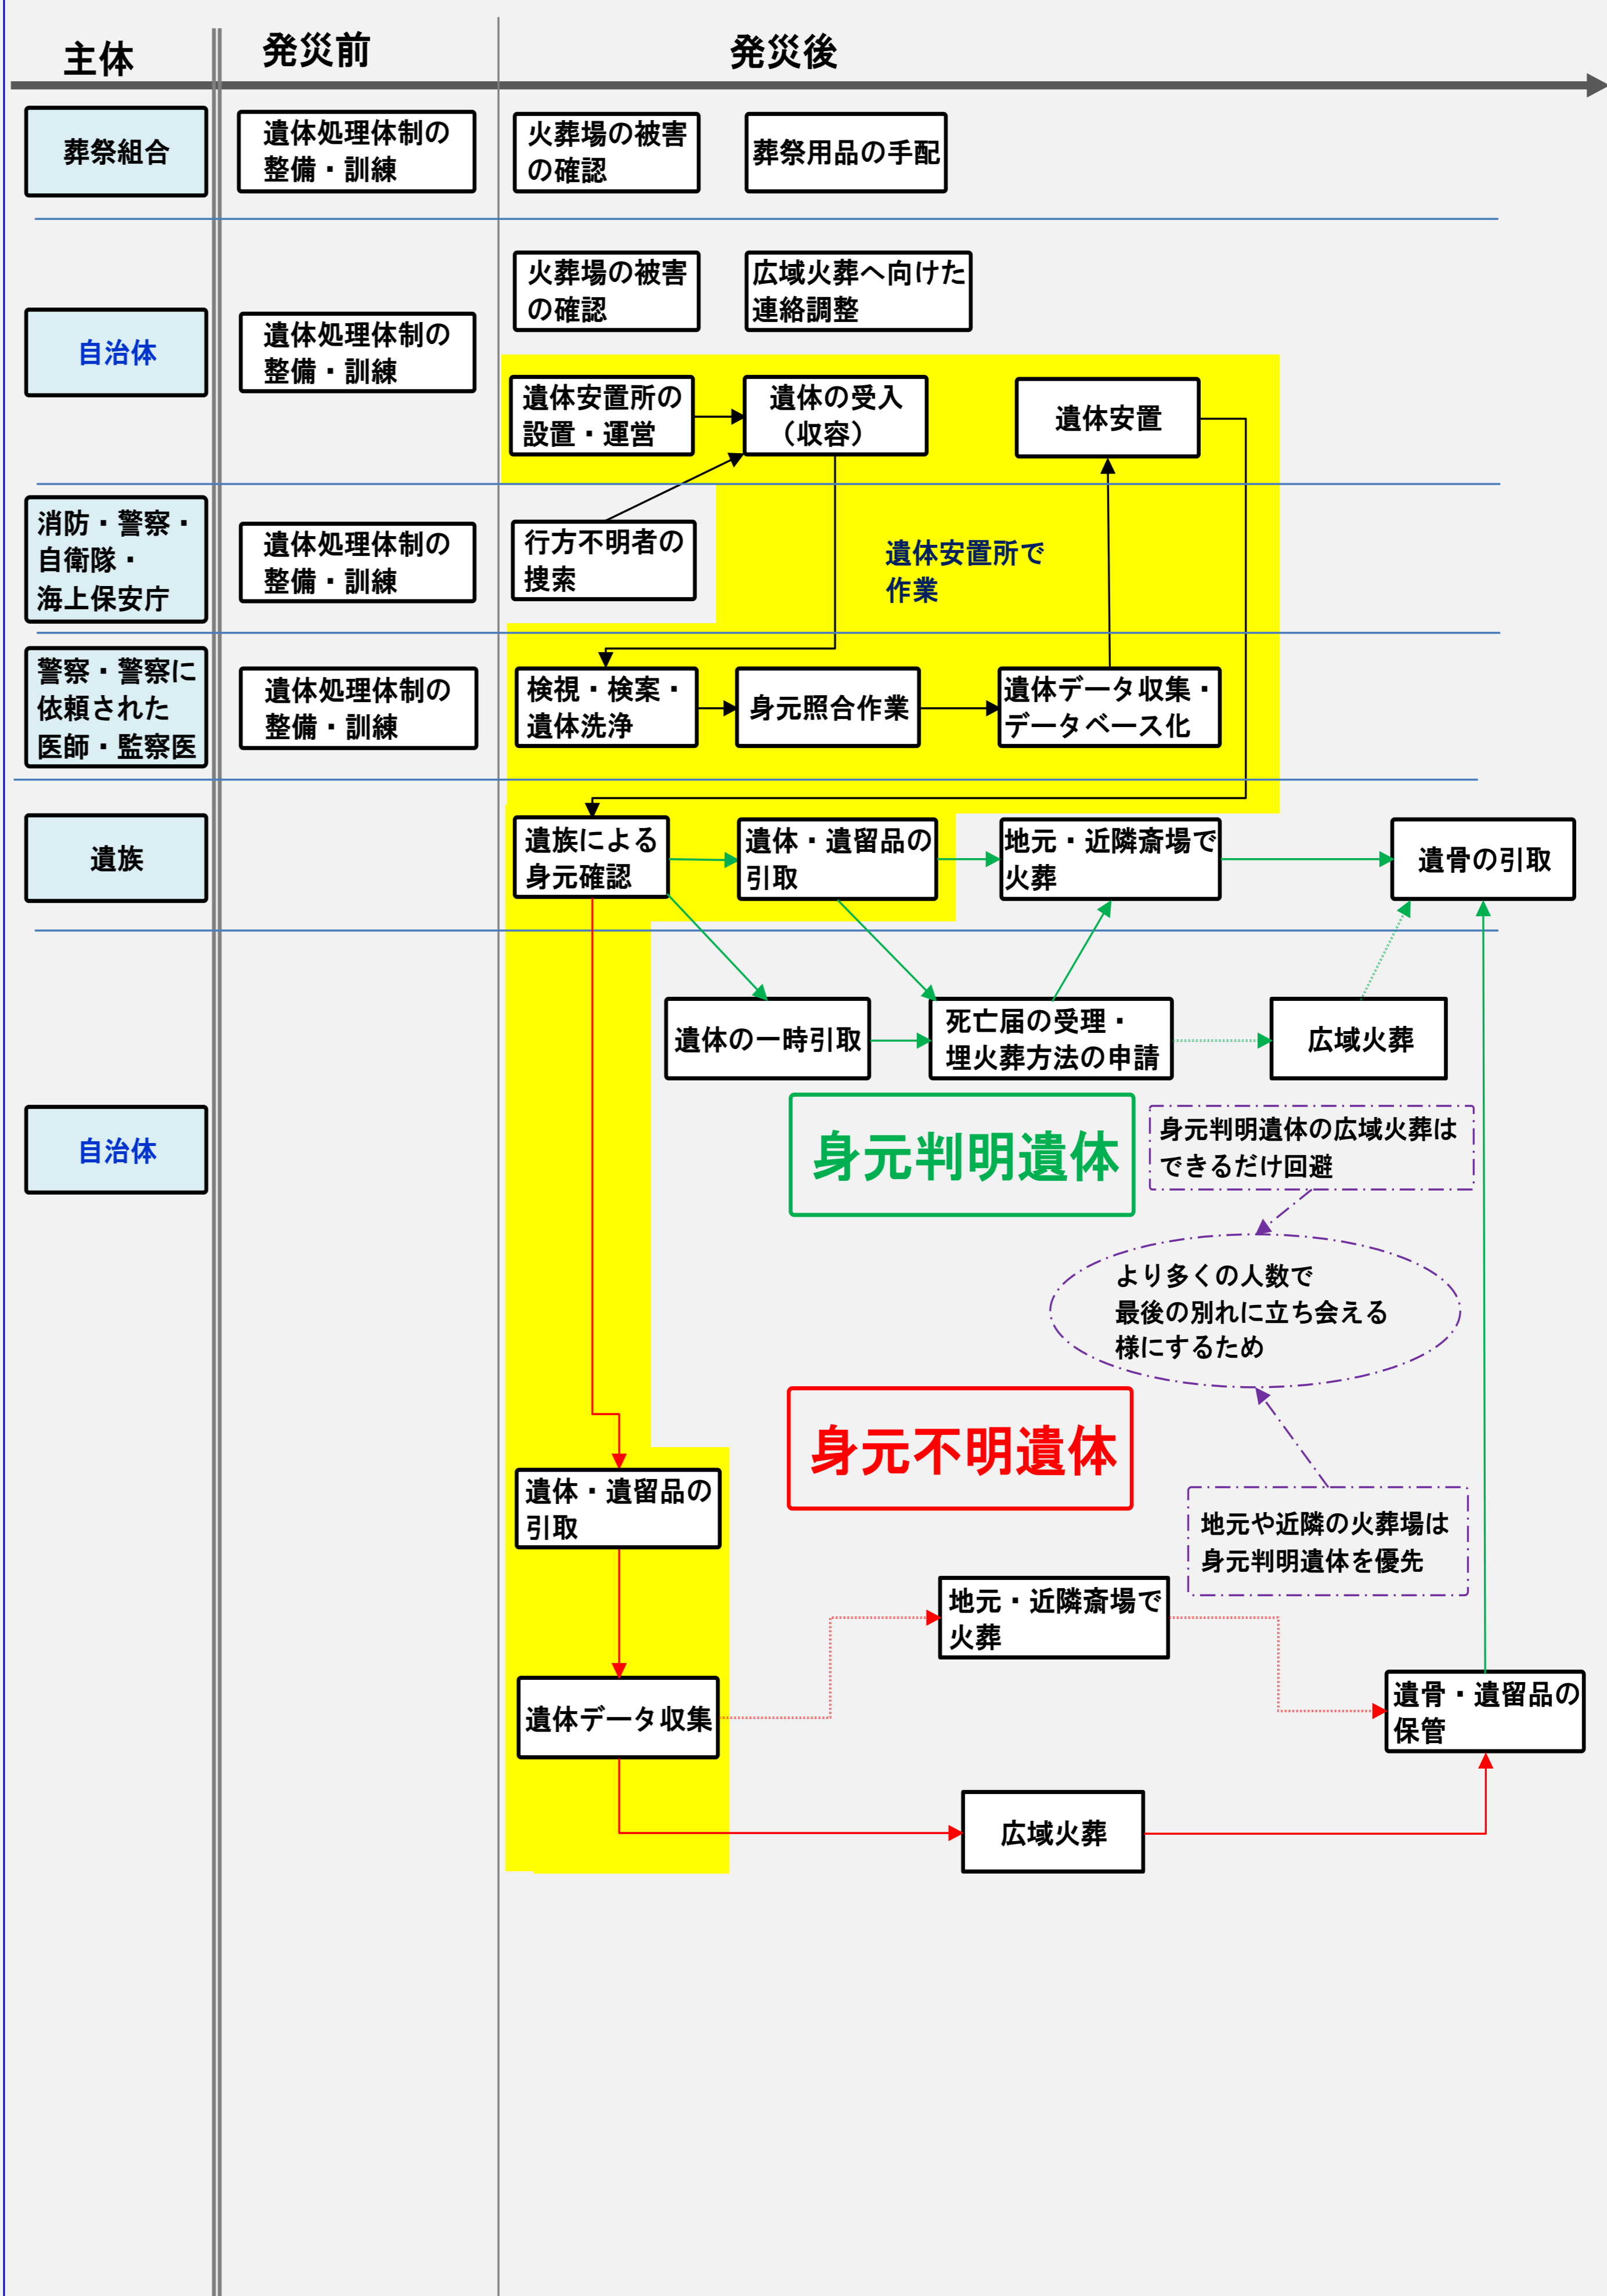 主体
発災前
発災後
葬祭組合
遺体処理体制の
整備・訓練
火葬場の被害
の確認
葬祭用品の手配
火葬場の被害
の確認
広域火葬へ向けた
連絡調整
自治体
遺体処理体制の
整備・訓練
遺体安置所の
設置・運営
遺体の受入
（収容）
遺体安置
消防・警察・
自衛隊・
海上保安庁
遺体処理体制の
整備・訓練
行方不明者の
捜索
遺体安置所で
作業
警察・警察に
依頼された
医師・監察医
遺体処理体制の
整備・訓練
検視・検案・
遺体洗浄
身元照合作業
遺体データ収集・
データベース化
遺族
遺族による
身元確認
遺体・遺留品の
引取
地元・近隣斎場で
火葬
遺骨の引取
遺体の一時引取
死亡届の受理・
埋火葬方法の申請
広域火葬
自治体
身元判明遺体
身元判明遺体の広域火葬は
できるだけ回避
より多くの人数で
最後の別れに立ち会える
様にするため
身元不明遺体
遺体・遺留品の
引取
地元や近隣の火葬場は
身元判明遺体を優先
地元・近隣斎場で
火葬
遺体データ収集
遺骨・遺留品の
保管
広域火葬